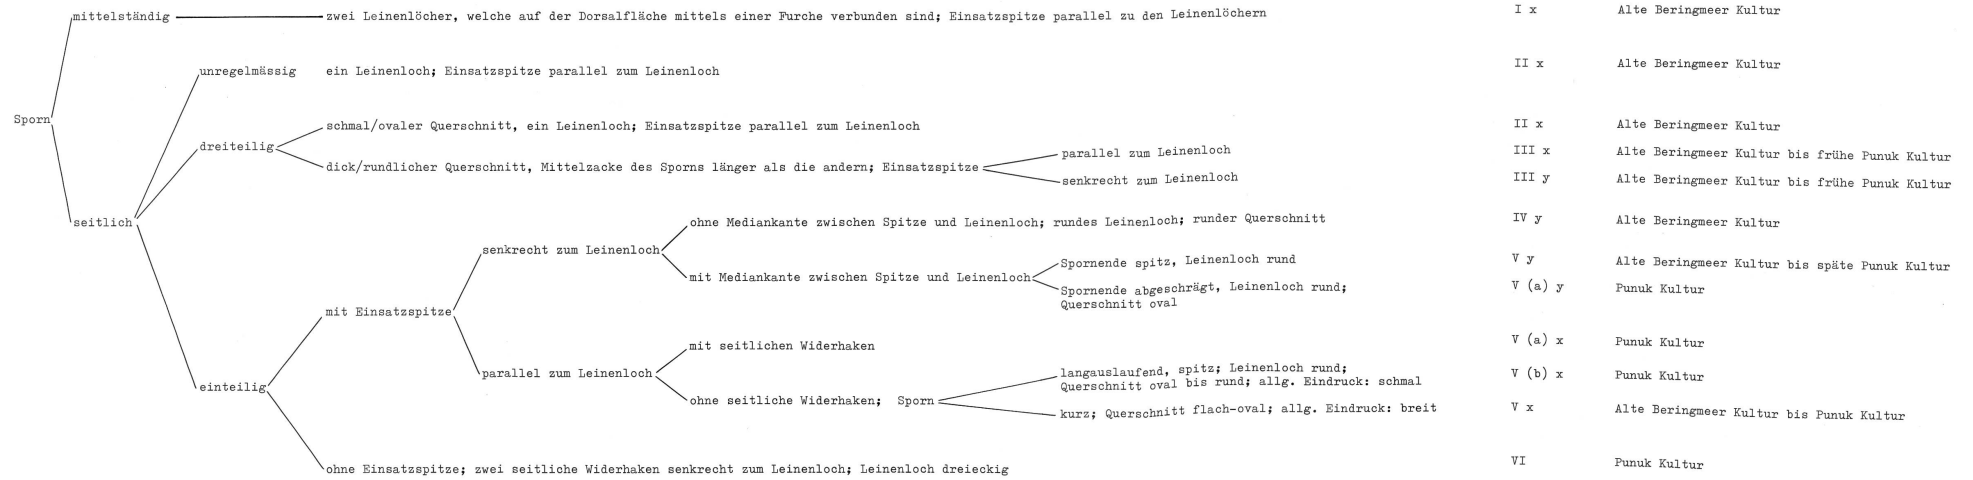 mittelständig zwei Leinenlöcher, welche auf der Dorsalfläche mittels einer Furche verbunden sind; Einsatzspitze parallel zu den Leinenlöchern I x Alte Beringmeer Kultur
unregelmässig ein Leinenloch; Einsatzspitze parallel zum Leinenloch II x Alte Beringmeer Kultur
Sporn
schmal/ovaler Querschnitt, ein Leinenloch; Einsatzspitze parallel zum Leinenloch II x Alte Beringmeer Kultur
dreiteilig
parallel zum Leinenloch III x Alte Beringmeer Kultur bis frühe Punuk Kultur
dick/rundlicher Querschnitt, Mittelzacke des Sporns länger als die andern; Einsatzspitze
senkrecht zum Leinenloch III y Alte Beringmeer Kultur bis frühe Punuk Kultur
seitlich
ohne Mediankante zwischen Spitze und Leinenloch; rundes Leinenloch; runder Querschnitt IV y Alte Beringmeer Kultur
senkrecht zum Leinenloch
Spornende spitz, Leinenloch rund V y Alte Beringmeer Kultur bis späte Punuk Kultur
mit Mediankante zwischen Spitze und Leinenloch
Spornende abgeschrägt, Leinenloch rund; V (a) y Punuk Kultur
Querschnitt oval
mit Einsatzspitze
mit seitlichen Widerhaken V (a) x Punuk Kultur
parallel zum Leinenloch
langauslaufend, spitz; Leinenloch rund; V (b) x Punuk Kultur
Querschnitt oval bis rund; allg. Eindruck: schmal
einteilig
ohne seitliche Widerhaken; Sporn
kurz; Querschnitt flach-oval; allg. Eindruck: breit V x Alte Beringmeer Kultur bis Punuk Kultur
ohne Einsatzspitze; zwei seitliche Widerhaken senkrecht zum Leinenloch; Leinenloch dreieckig VI Punuk Kultur